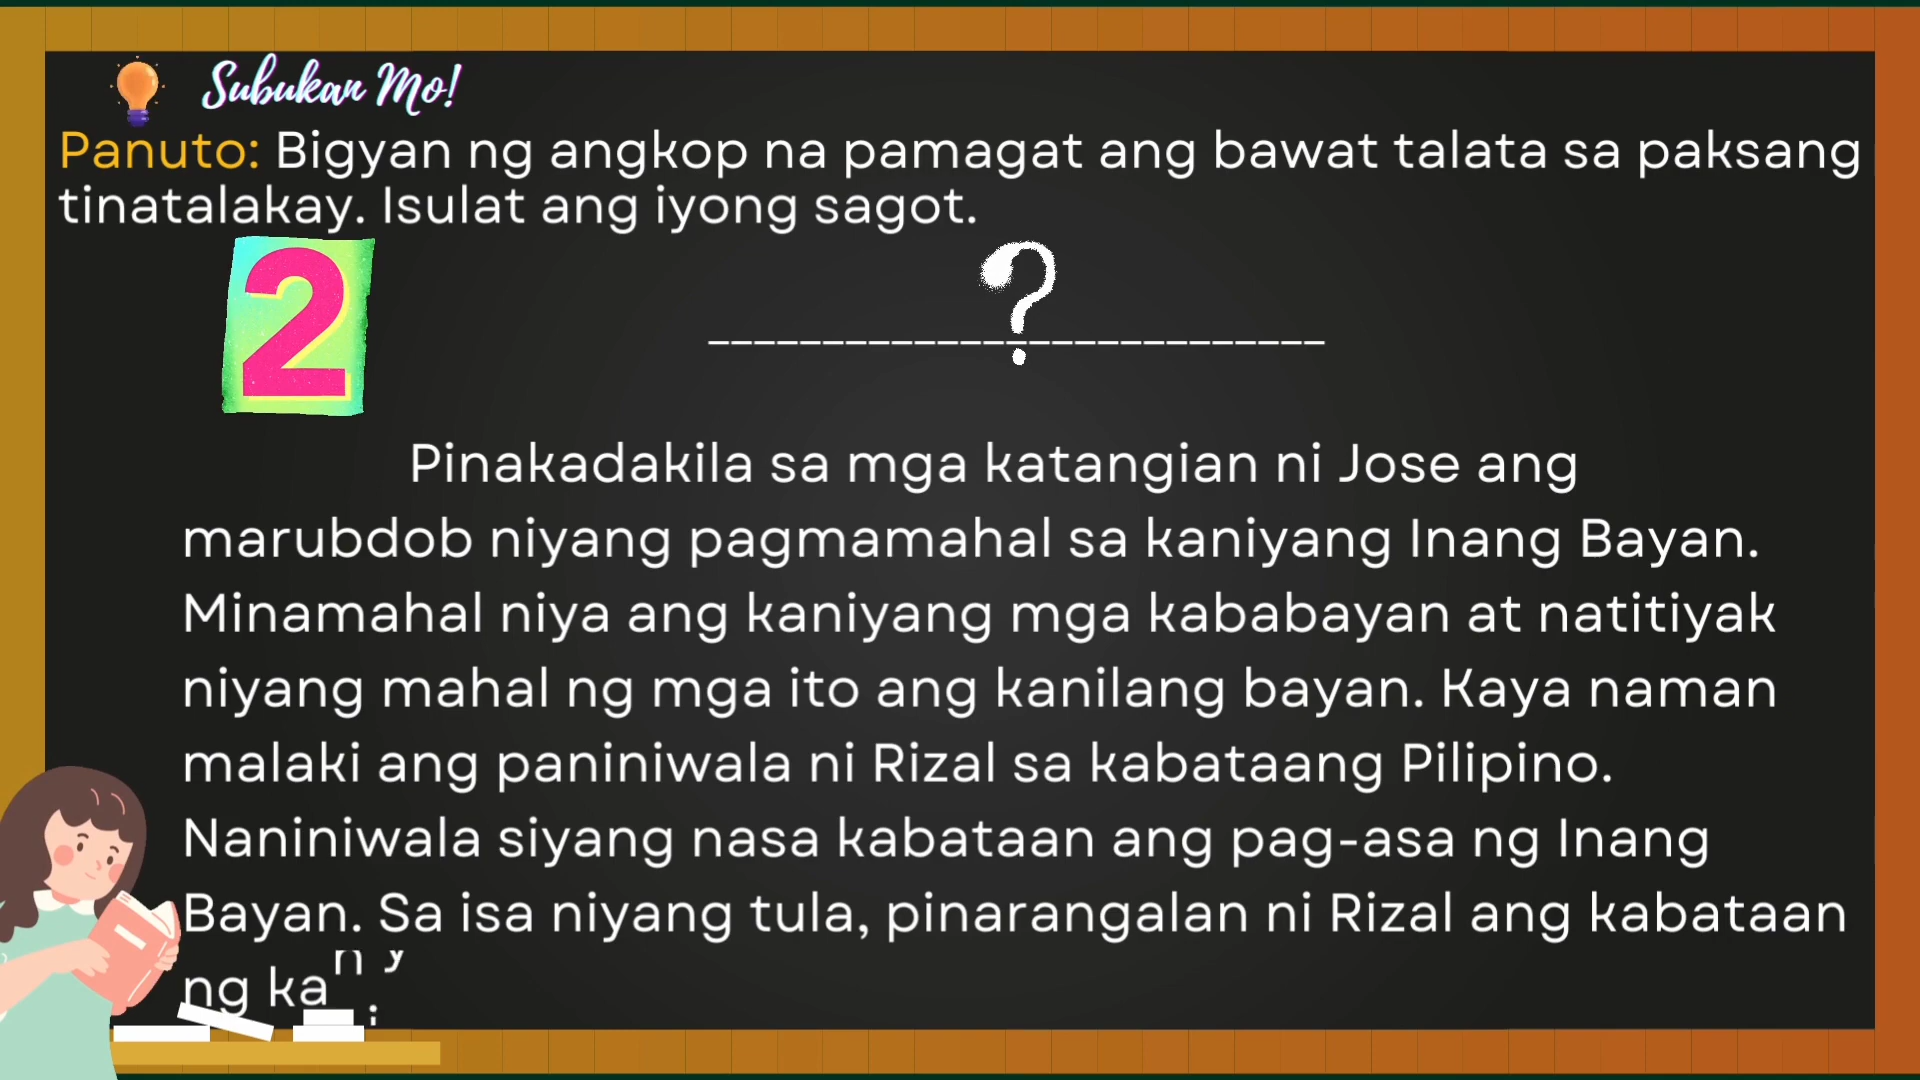 Subukan Mo!
Panuto: Bigyan ng angkop na pamagat ang bawat talata sa paksang
tinatalakay. Isulat ang iyong sagot.
2
?
___________________________
Pinakadakila sa mga katangian ni Jose ang
marubdob niyang pagmamahal sa kaniyang Inang Bayan.
Minamahal niya ang kaniyang mga kababayan at natitiyak
niyang mahal ng mga ito ang kanilang bayan. Kaya naman
malaki ang paniniwala ni Rizal sa kabataang Pilipino.
Naniniwala siyang nasa kabataan ang pag-asa ng Inang
Bayan. Sa isa niyang tula, pinarangalan ni Rizal ang kabataan
ng